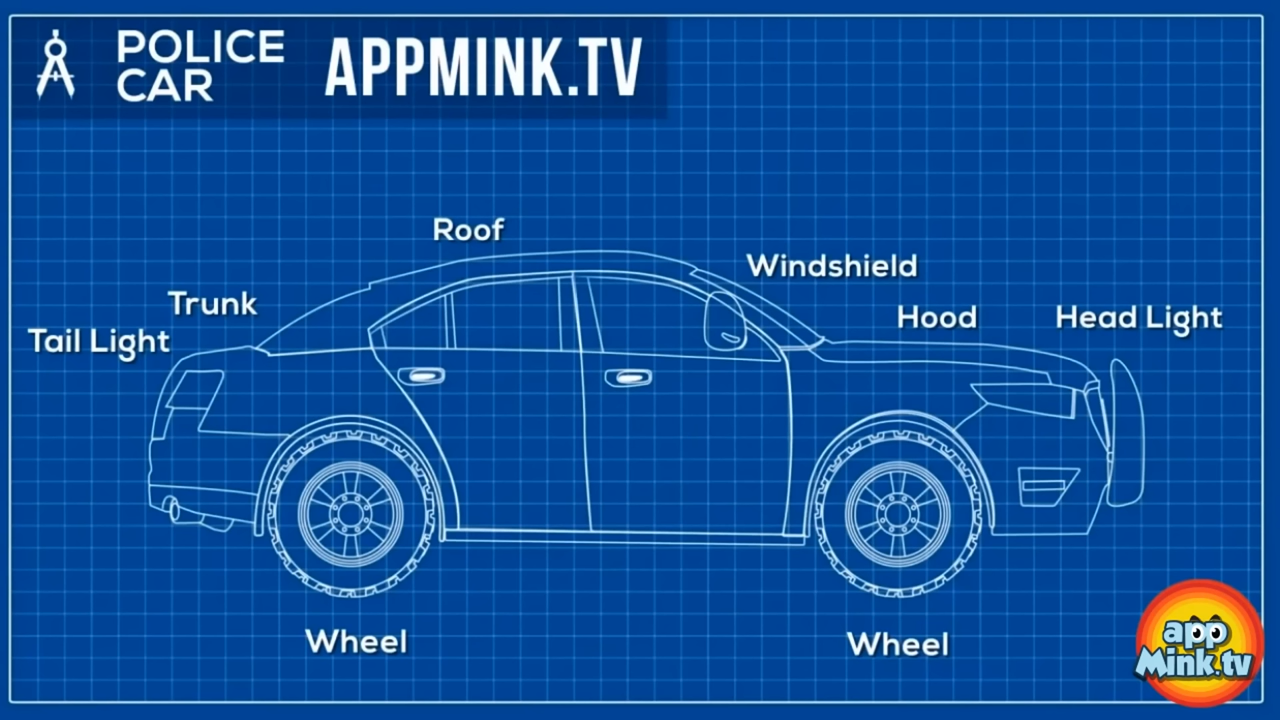 POLICE
CAR
APPMINK.TV
Roof
Windshield
Trunk
Hood
Head Light
Tail Light
Wheel
Wheel
app
Mink.tv